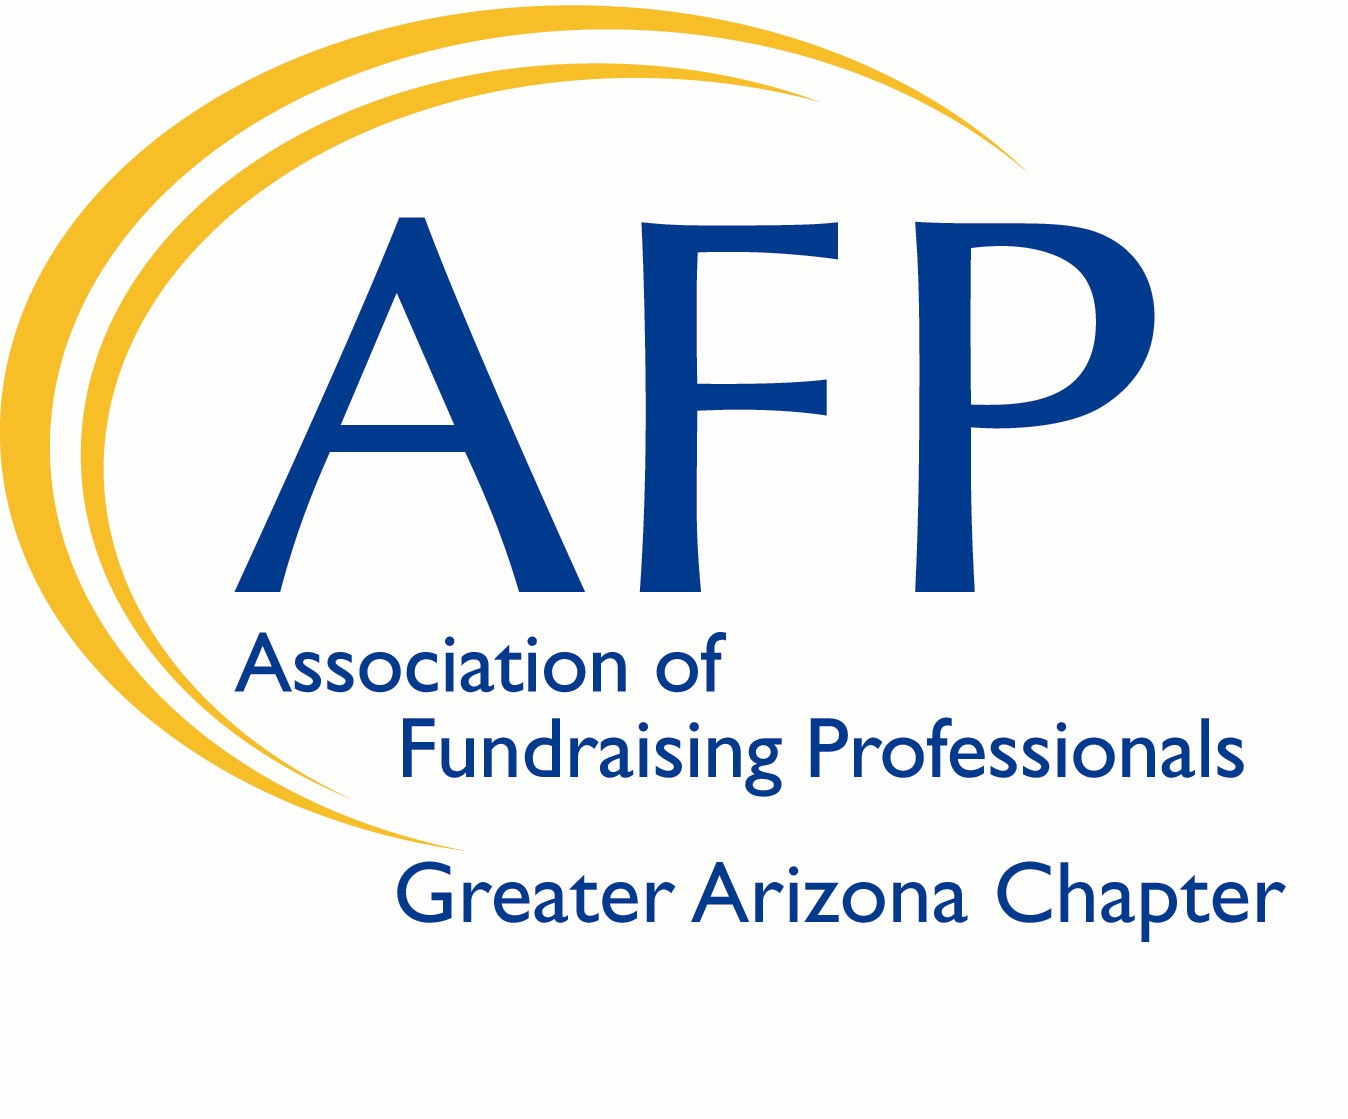 AFP
Association of
Fundraising Professionals
Greater Arizona Chapter